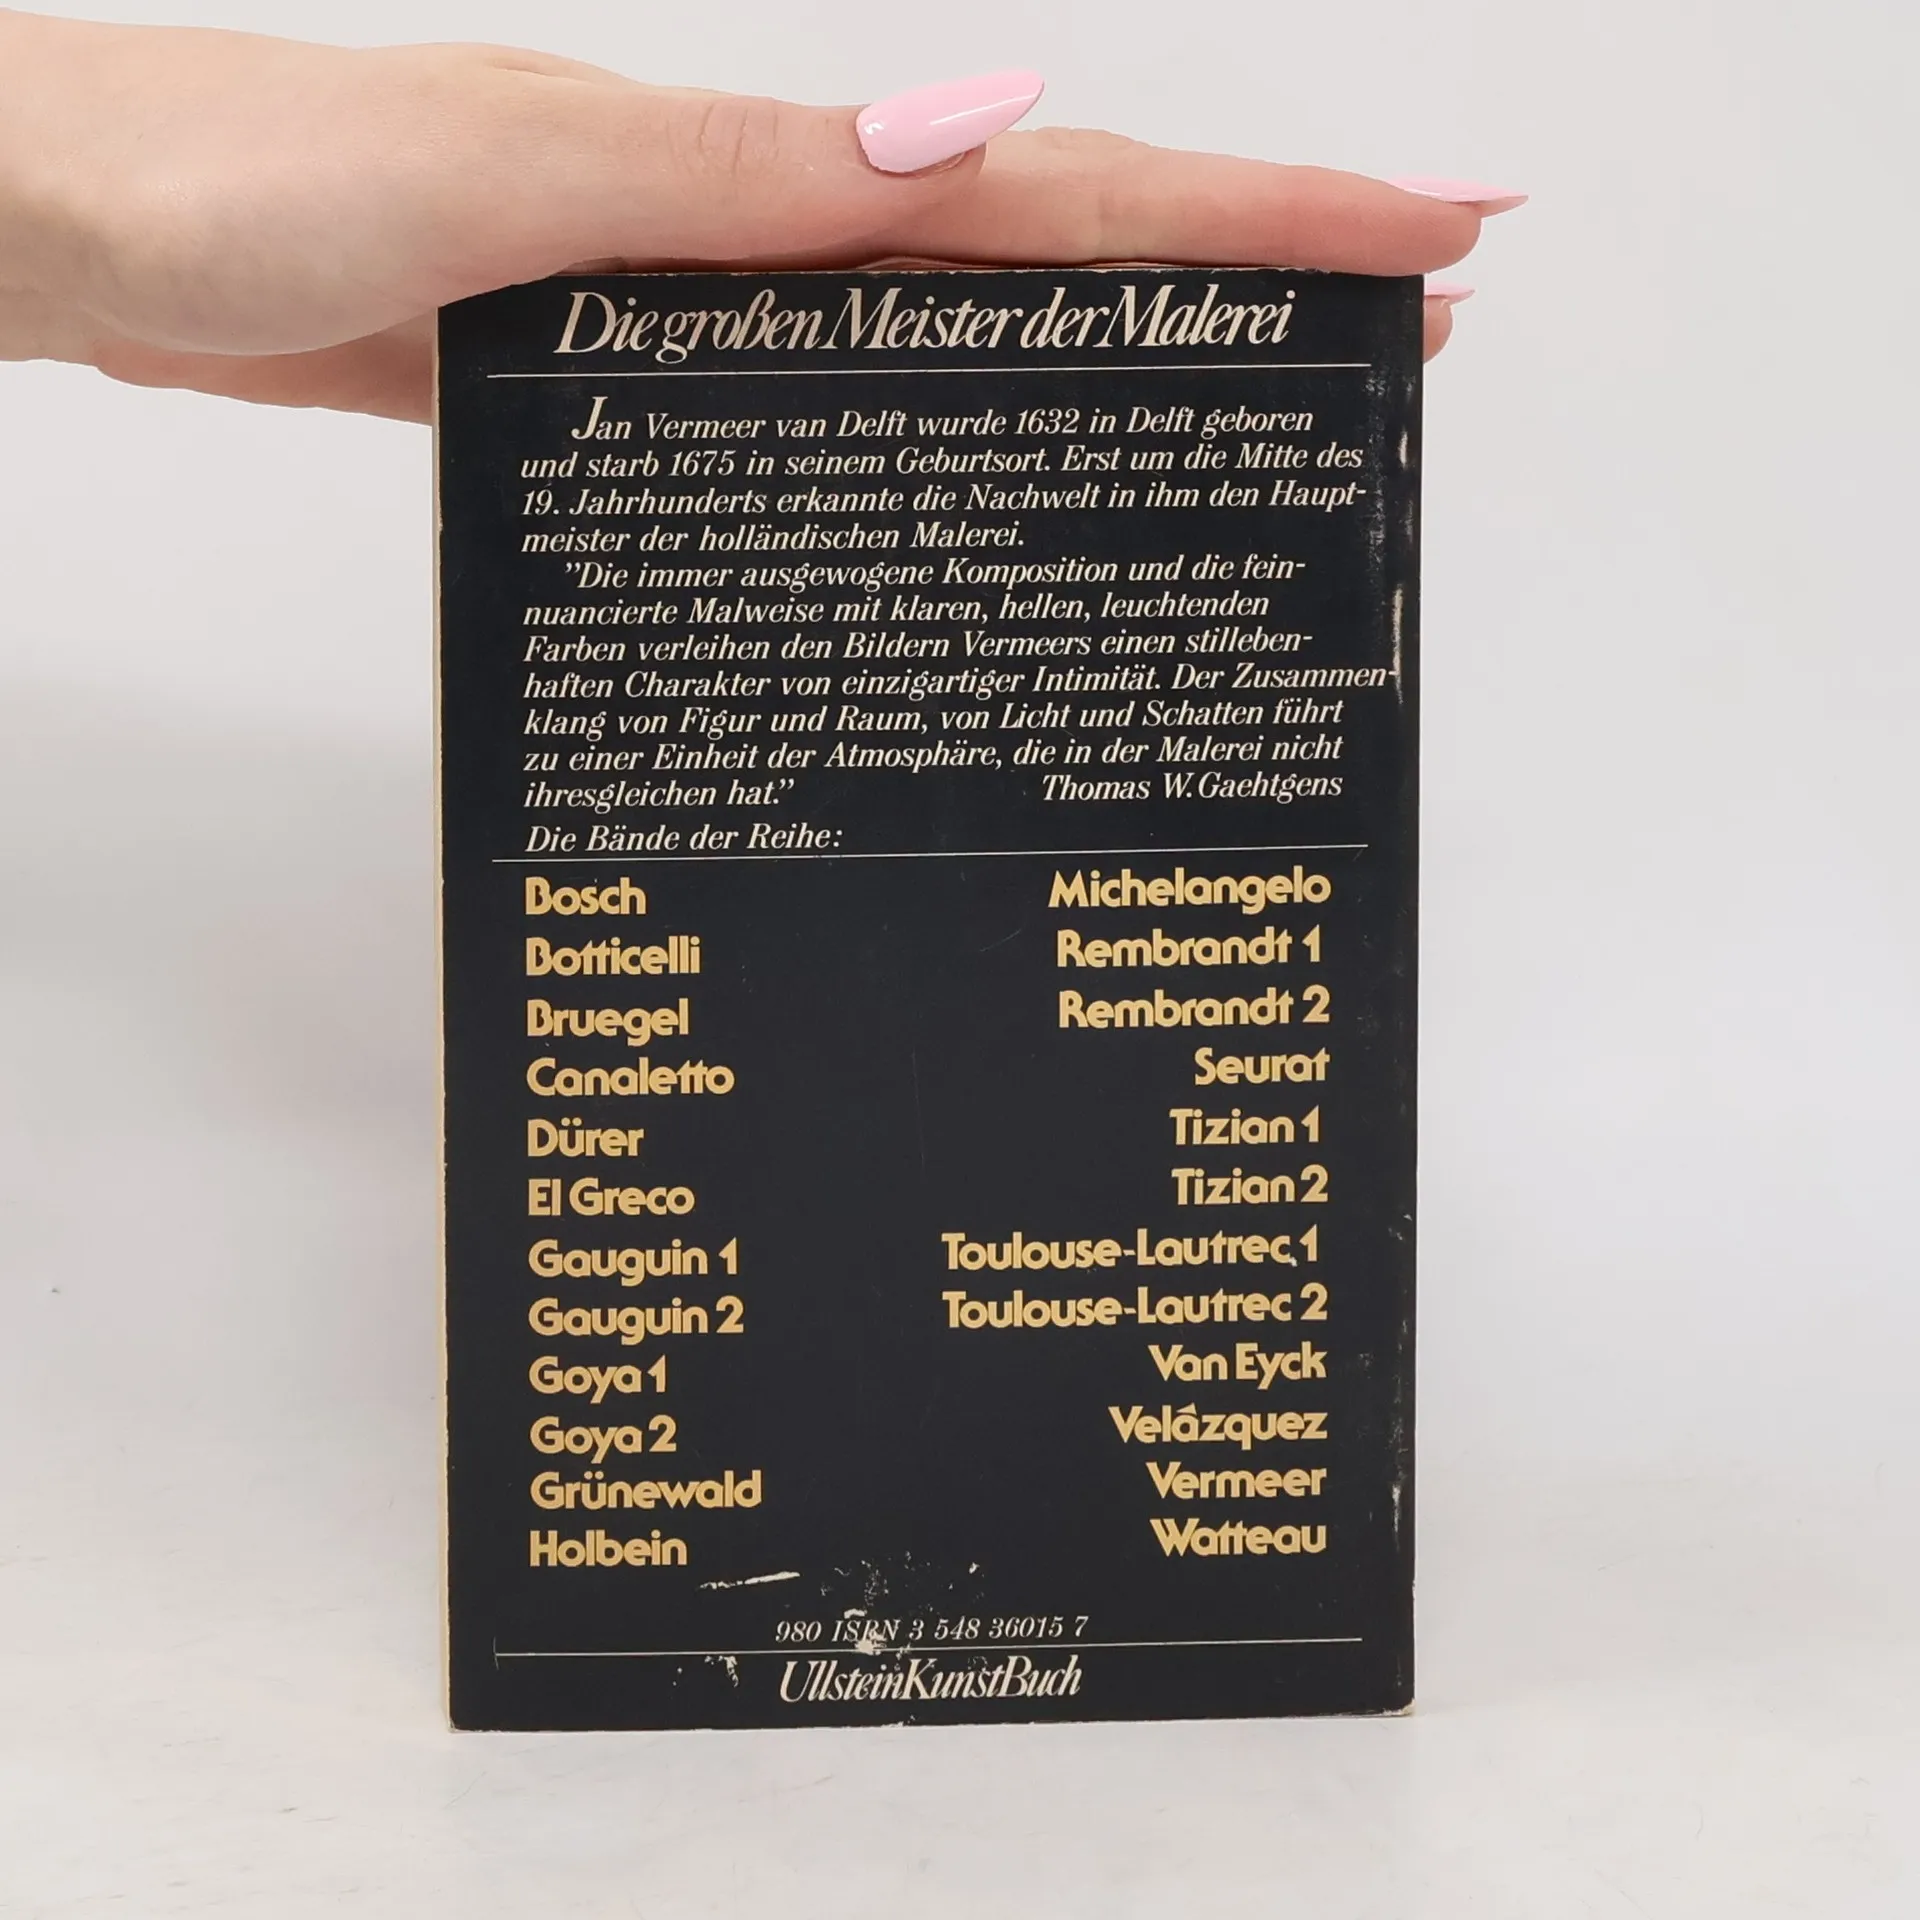 Die großen Meister der Malerei
Jan Vermeer van Delft wurde 1632 in Delft geboren
und starb 1675 in seinem Geburtsort. Erst um die Mitte des
19. Jahrhunderts erkannte die Nachwelt in ihm den Haupt-
meister der holländischen Malerei.
"Die immer ausgewogene Komposition und die fein-
nuancierte Malweise mit klaren, hellen, leuchtenden
Farben verleihen den Bildern Vermeers einen stilleben-
haften Charakter von einzigartiger Intimität. Der Zusammen-
klang von Figur und Raum, von Licht und Schatten führt
zu einer Einheit der Atmosphäre, die in der Malerei nicht
ihresgleichen hat." Thomas W. Gaehtgens
Die Bände der Reihe:
Bosch
Botticelli
Bruegel
Canaletto
Dürer
El Greco
Gauguin 1
Gauguin 2
Goya 1
Goya 2
Grünewald
Holbein
Michelangelo
Rembrandt 1
Rembrandt 2
Seurat
Tizian 1
Tizian 2
Toulouse-Lautrec 1
Toulouse-Lautrec 2
Van Eyck
Velázquez
Vermeer
Watteau
980 ISBN 3 548 36015 7
UllsteinKunstBuch